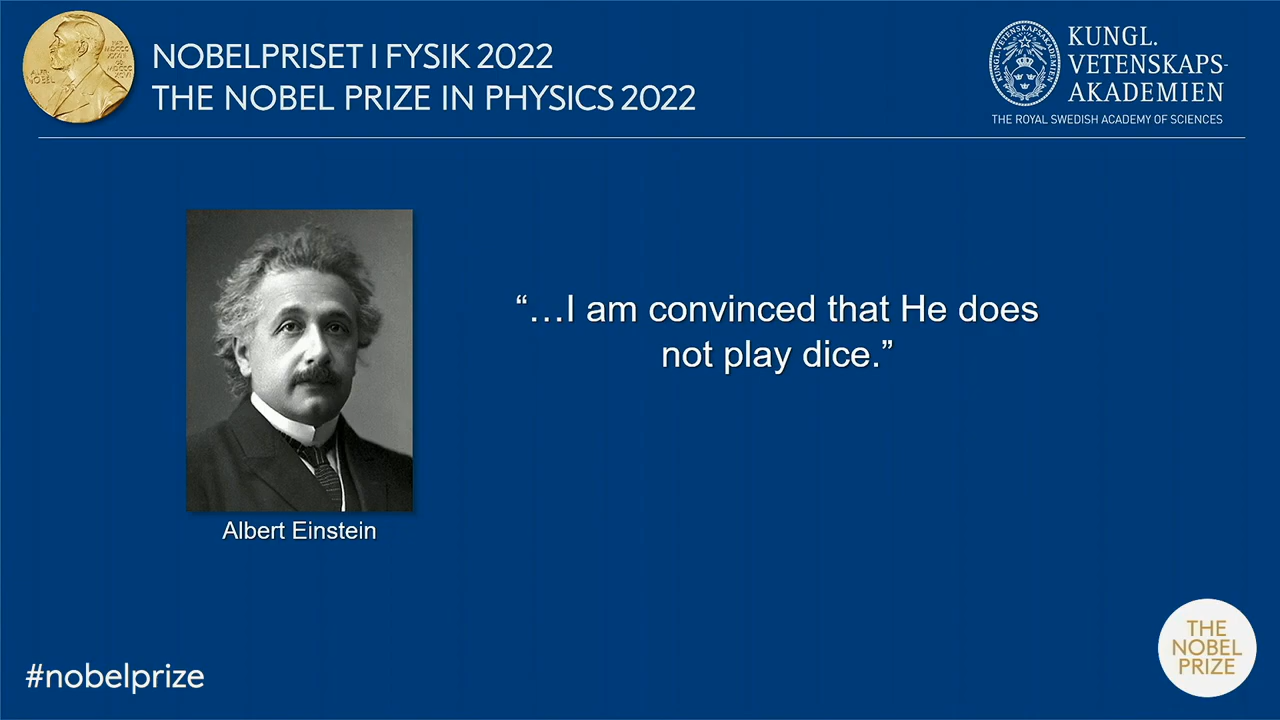 NOBELPRISET I FYSIK 2022
THE NOBEL PRIZE IN PHYSICS 2022
KUNGL.
VETENSKAPS-
AKADEMIEN
THE ROYAL SWEDISH ACADEMY OF SCIENCES
“…I am convinced that He does
not play dice.”
Albert Einstein
#nobelprize
THE
NOBEL
PRIZE